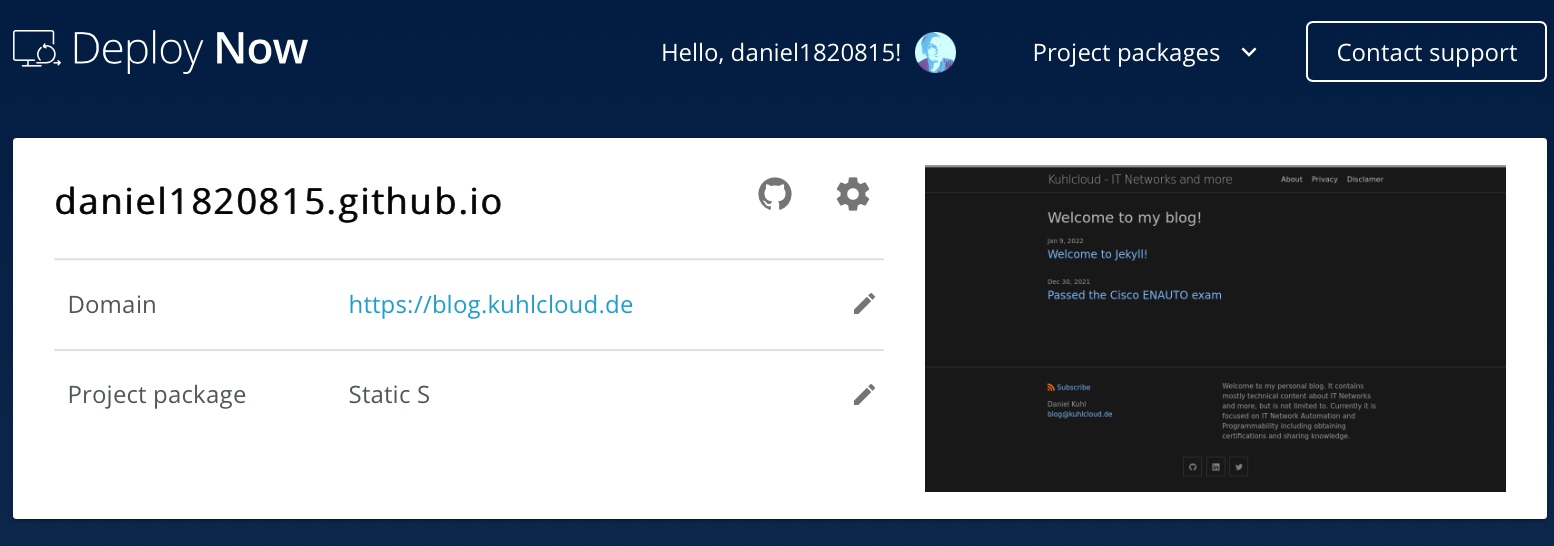 Deploy Now
Hello, daniel1820815!
Project packages
Contact support
daniel1820815.github.io
Domain
https://blog.kuhlcloud.de
Project package
Static S
Kuhlcloud - IT Networks and more
About Privacy Disclamer
Welcome to my blog!
Jan 9, 2022
Welcome to Jekyll!
Dec 30, 2021
Passed the Cisco ENAUTO exam
Subscribe
Daniel Kuhl
blog@kuhlcloud.de
Welcome to my personal blog. It contains
mostly technical content about IT Networks
and more, but is not limited to. Currently it is
focused on IT Network Automation and
Programmability including obtaining
certifications and sharing knowledge.